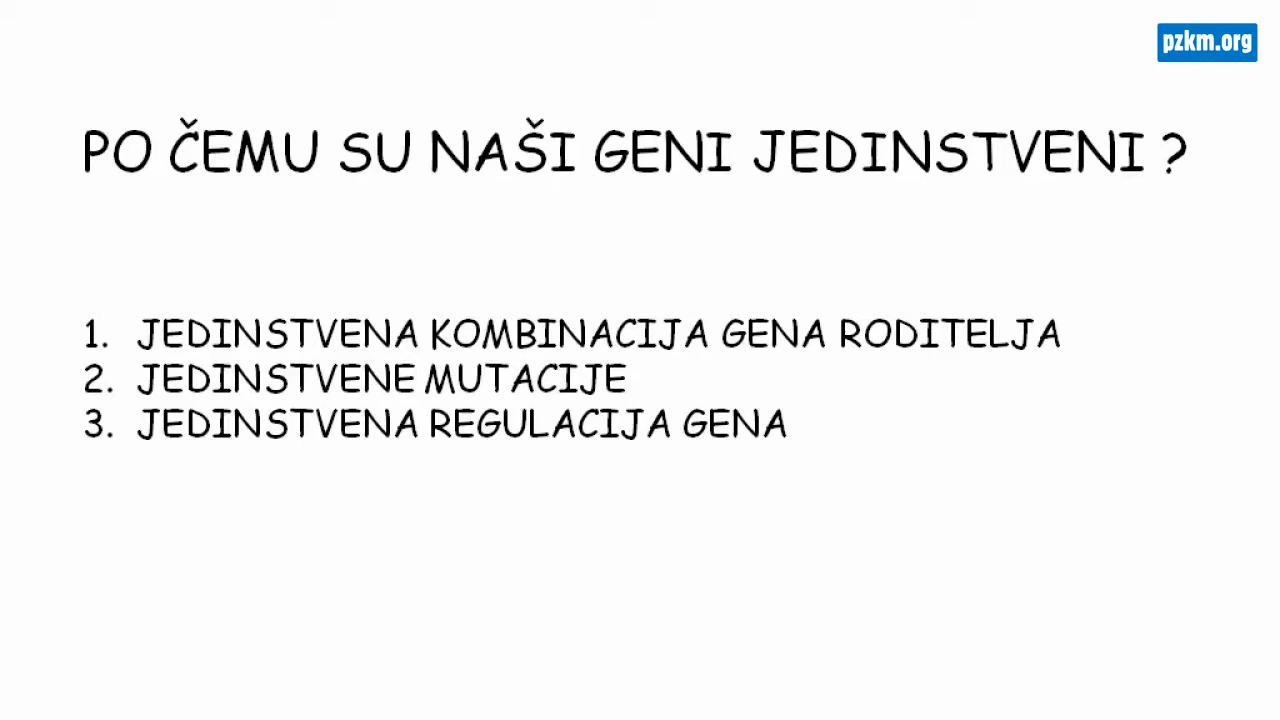 pzkm.org
PO ČEMU SU NAŠI GENI JEDINSTVENI ?
1. JEDINSTVENA KOMBINACIJA GENA RODITELJA
2. JEDINSTVENE MUTACIJE
3. JEDINSTVENA REGULACIJA GENA